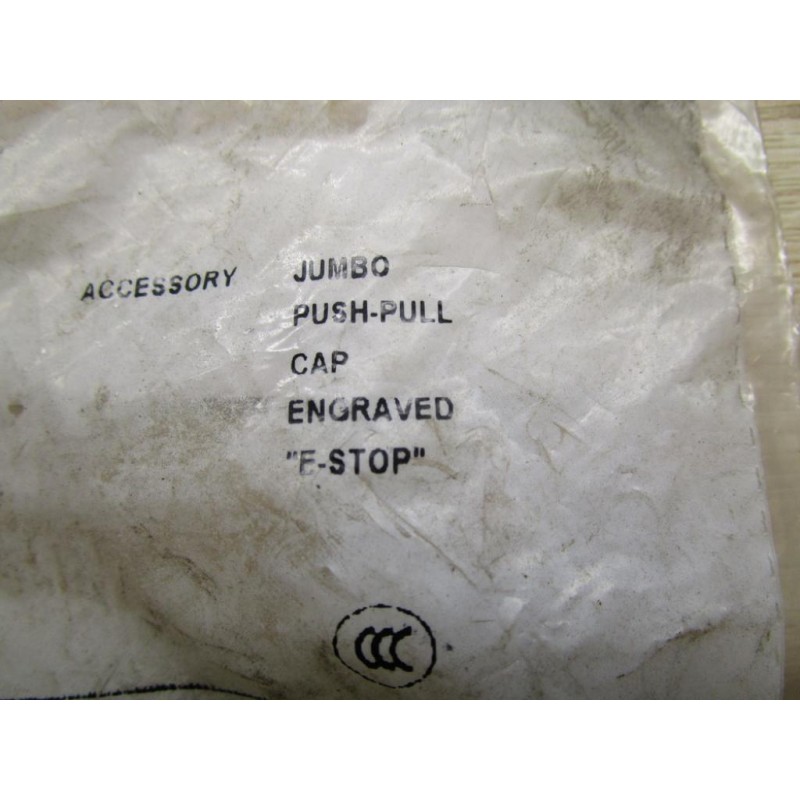 ACCESSORY JUMBO
PUSH-PULL
CAP
ENGRAVED
"E-STOP"
CCC